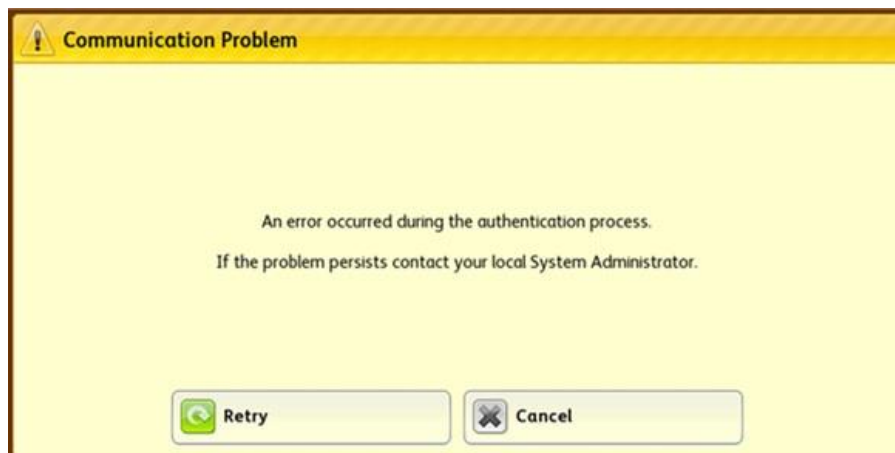 Communication Problem
An error occurred during the authentication process.
If the problem persists contact your local System Administrator.
Retry
Cancel